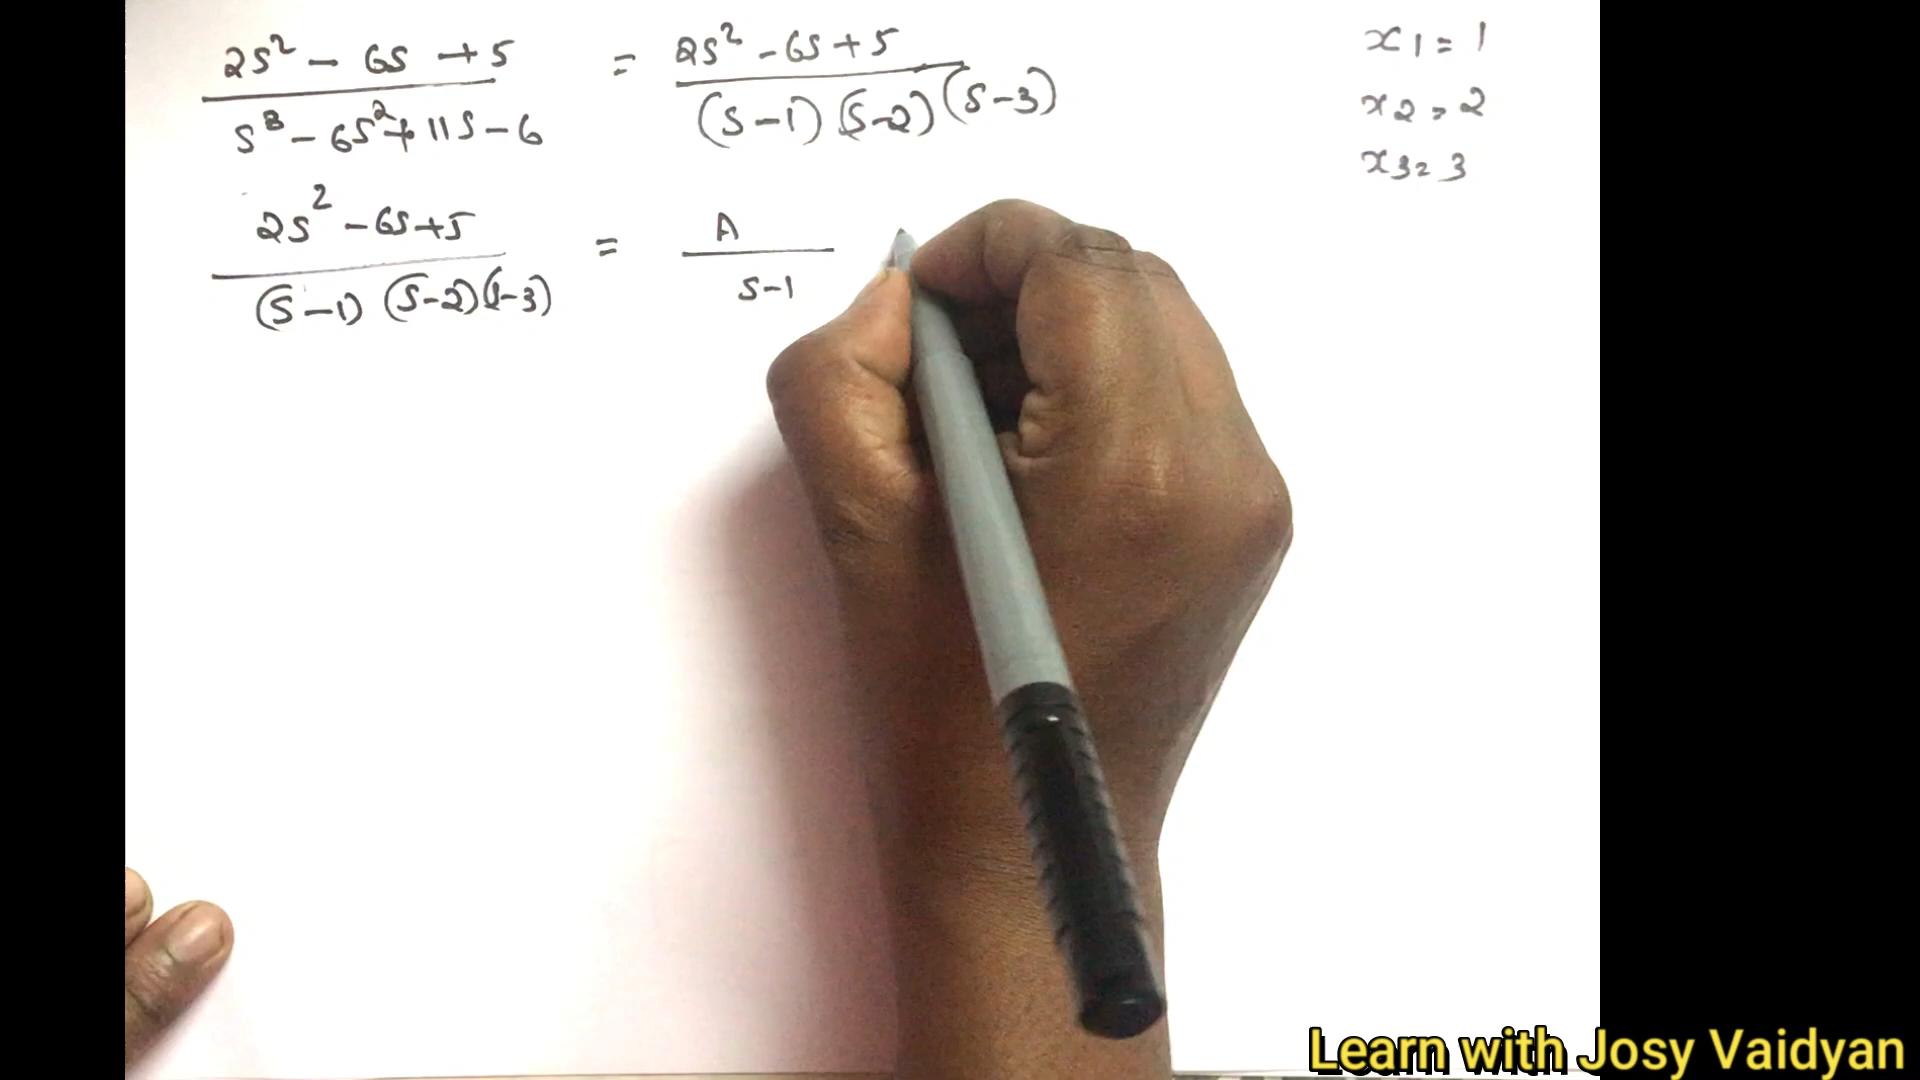 2s² - 6s + 5 / s³ - 6s² + 11s - 6 = 2s² - 6s + 5 / (s-1) (s-2) (s-3)
x1 = 1
x2 = 2
x3 = 3
2s² - 6s + 5 / (s-1) (s-2) (s-3) = A / s-1
Learn with Josy Vaidyan